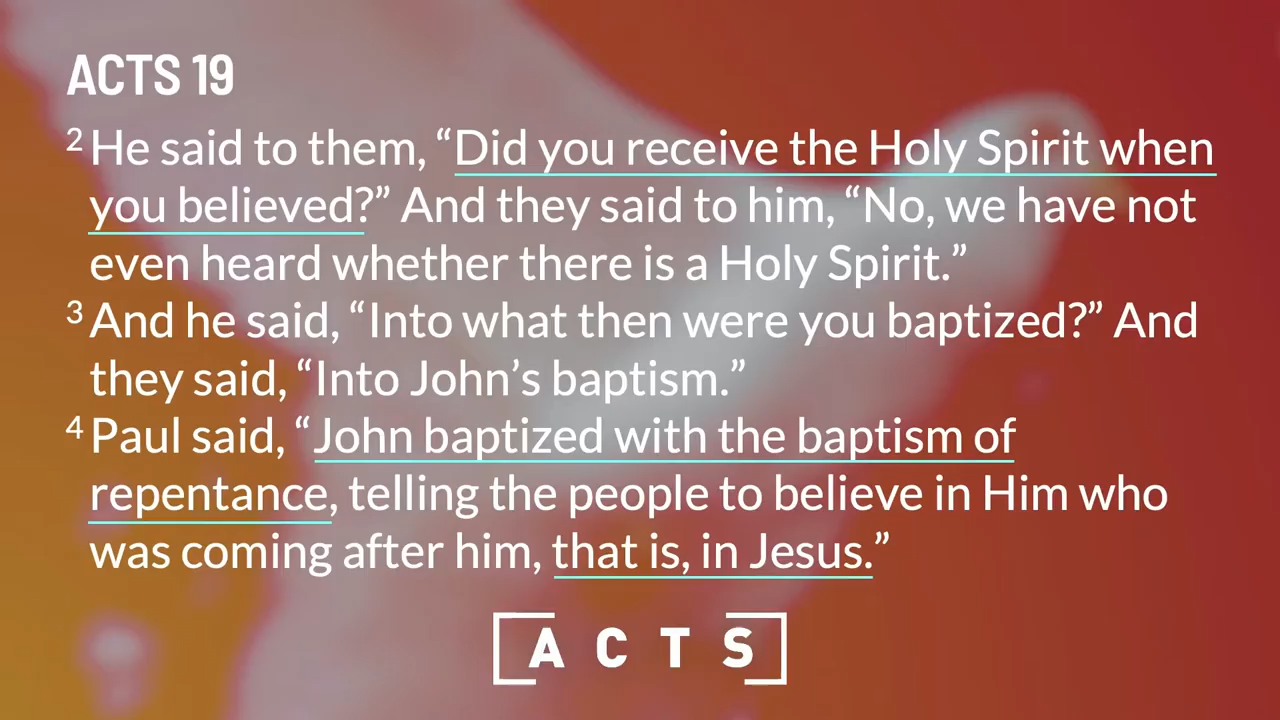 ACTS 19
2 He said to them, “Did you receive the Holy Spirit when
you believed?” And they said to him, “No, we have not
even heard whether there is a Holy Spirit.”
3 And he said, “Into what then were you baptized?” And
they said, “Into John’s baptism.”
4 Paul said, “John baptized with the baptism of
repentance, telling the people to believe in Him who
was coming after him, that is, in Jesus.”
ACTS